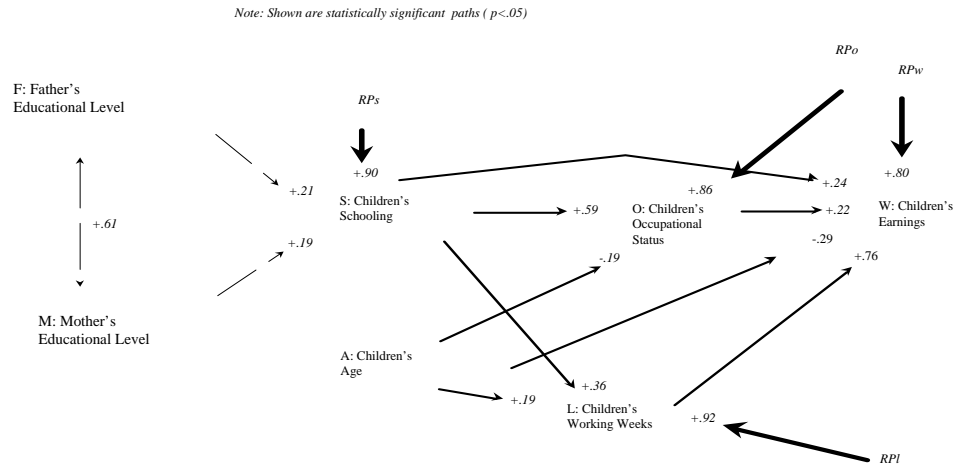 Note: Shown are statistically significant paths ( p<.05)
RPo
RPw
F: Father's
Educational Level
RPs
+.90
+.80
+.21
+.24
+.86
S: Children's
Schooling
+.59
O: Children's
Occupational
Status
+.22
W: Children's
Earnings
+.61
+.19
-.29
-.19
+.76
M: Mother's
Educational Level
A: Children's
Age
+.36
+.19
L: Children's
Working Weeks
+.92
RPl